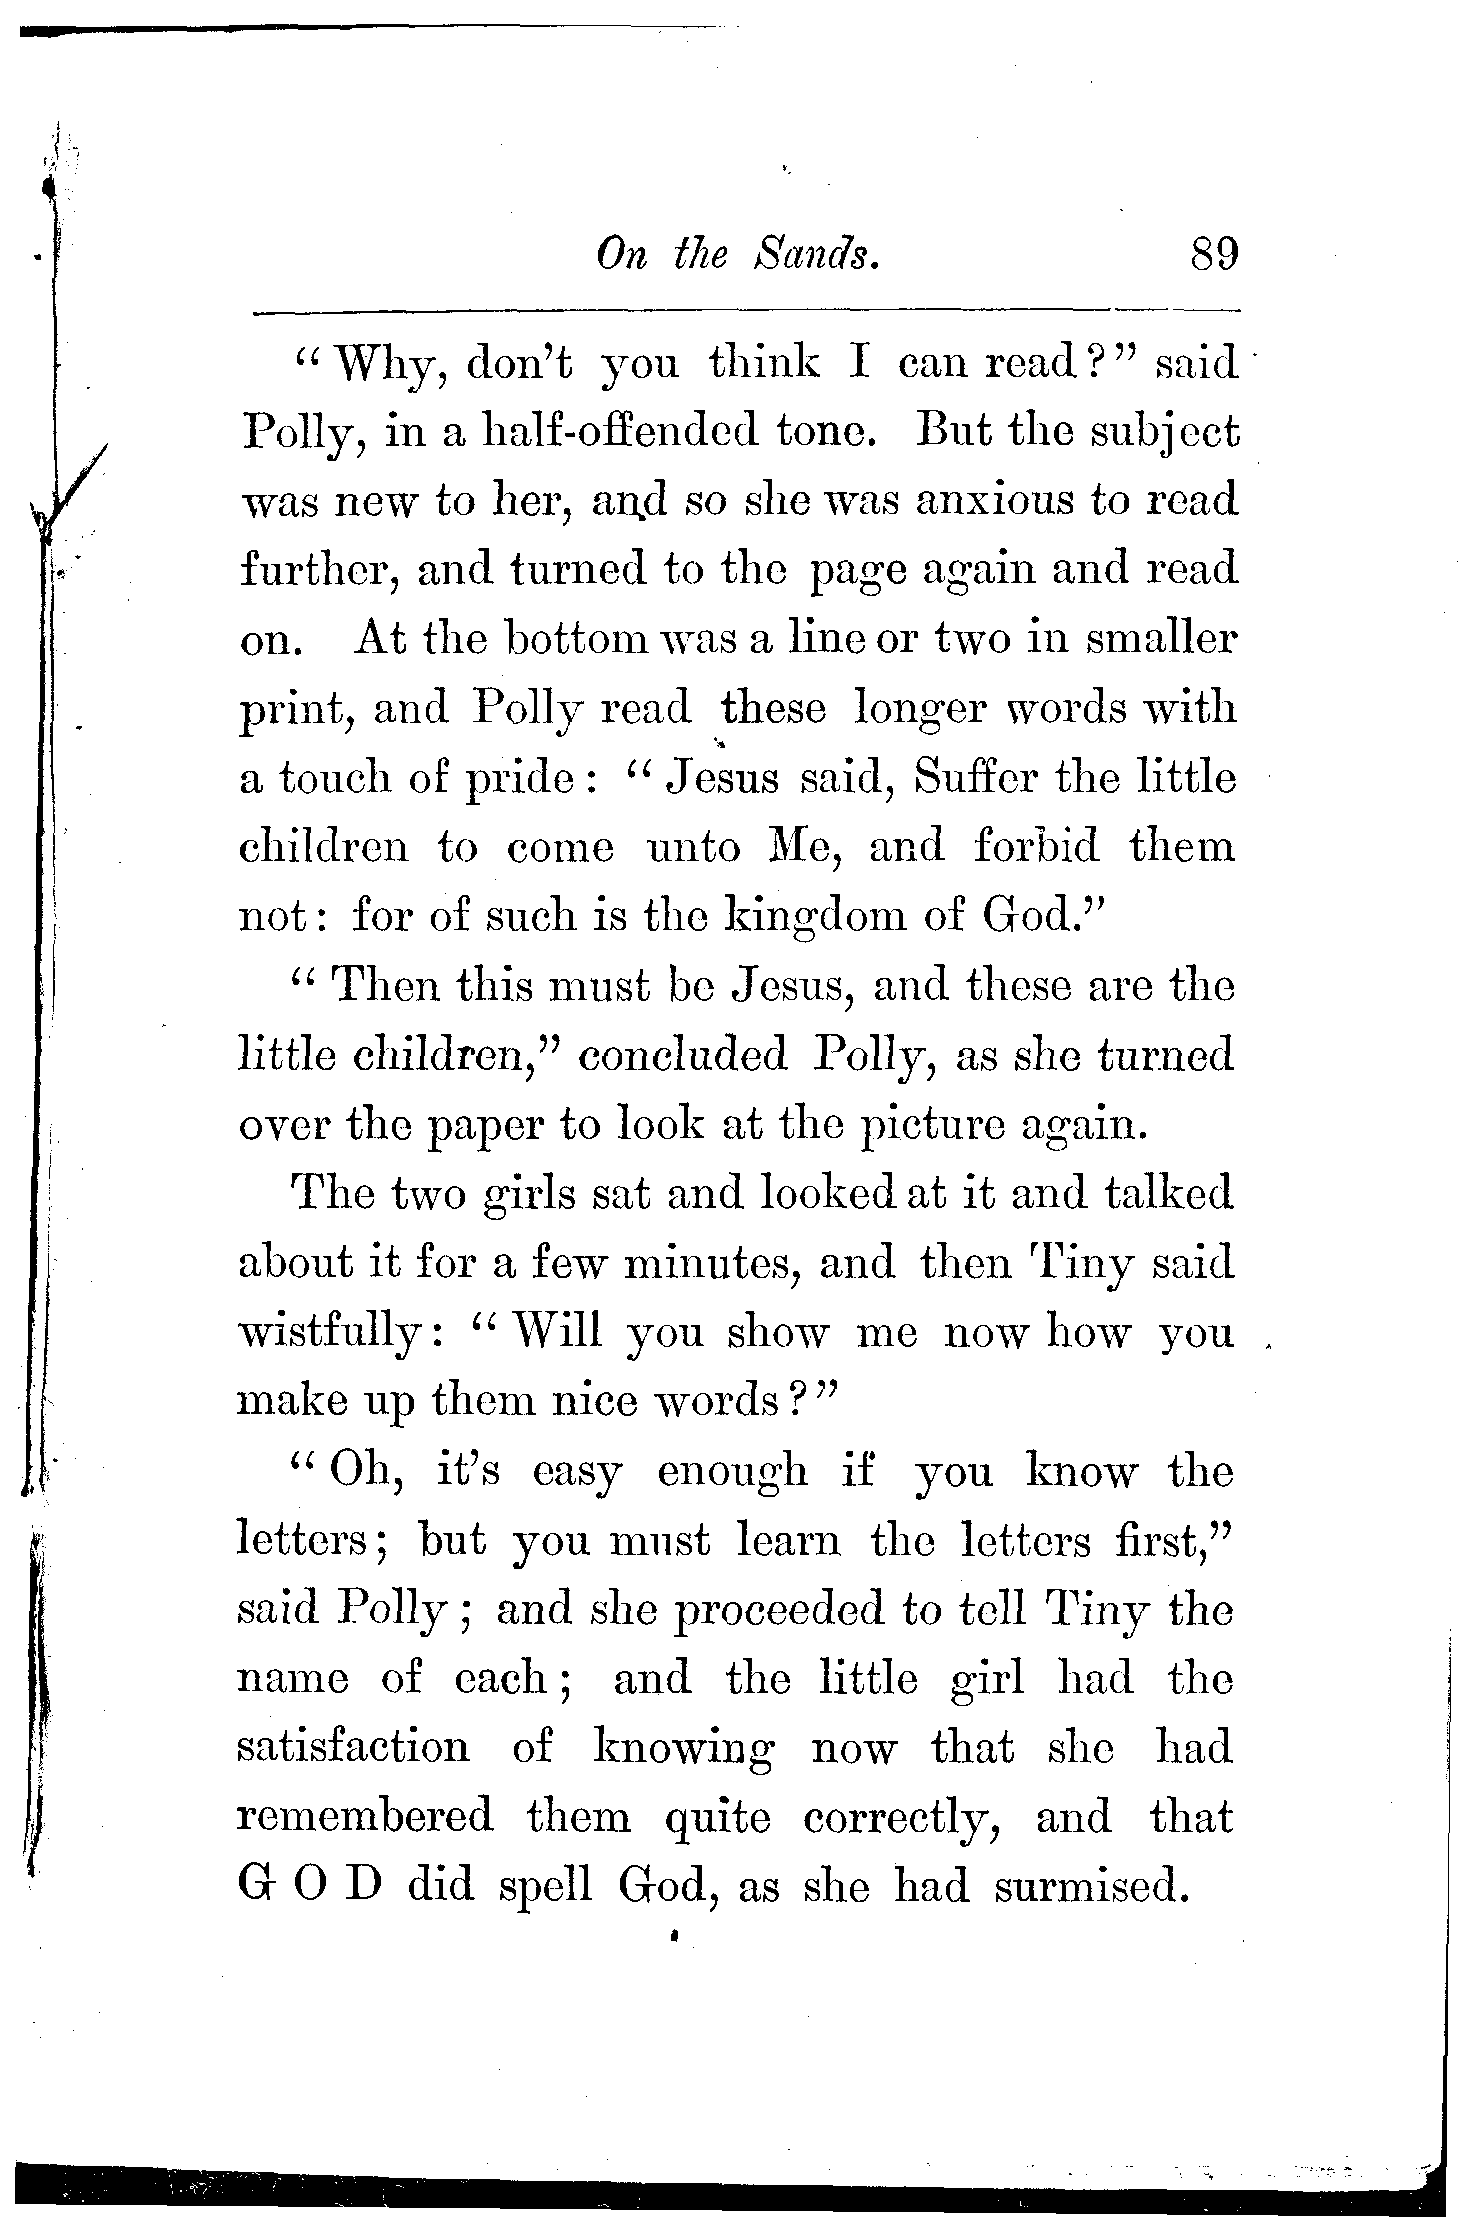 On the Sands. 89
“ Why, don’t you think I can read ? ” said
Polly, in a half-offended tone. But the subject
was new to her, and so she was anxious to read
further, and turned to the page again and read
on. At the bottom was a line or two in smaller
print, and Polly read these longer words with
a touch of pride : “ Jesus said, Suffer the little
children to come unto Me, and forbid them
not : for of such is the kingdom of God.”
“ Then this must be Jesus, and these are the
little children,” concluded Polly, as she turned
over the paper to look at the picture again.
The two girls sat and looked at it and talked
about it for a few minutes, and then Tiny said
wistfully : “ Will you show me now how you
make up them nice words ? ”
“ Oh, it’s easy enough if you know the
letters ; but you must learn the letters first,”
said Polly ; and she proceeded to tell Tiny the
name of each ; and the little girl had the
satisfaction of knowing now that she had
remembered them quite correctly, and that
G O D did spell God, as she had surmised.